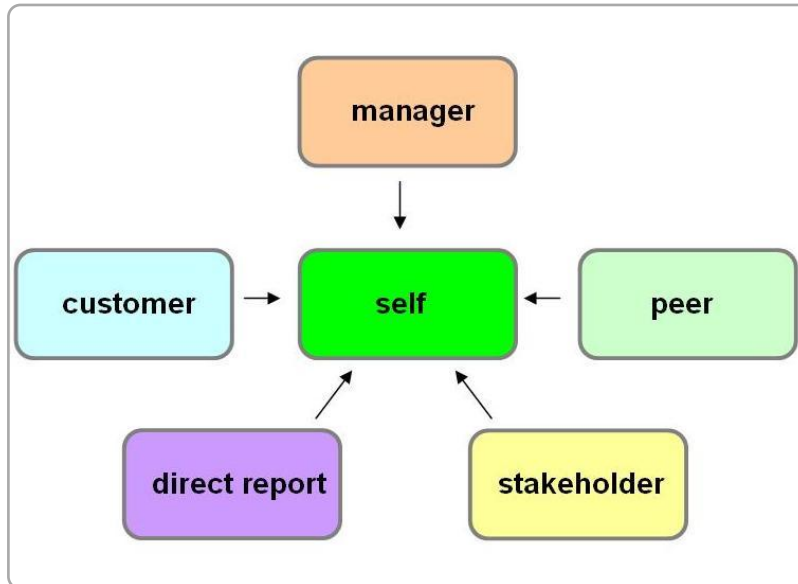 manager
customer
self
peer
direct report
stakeholder